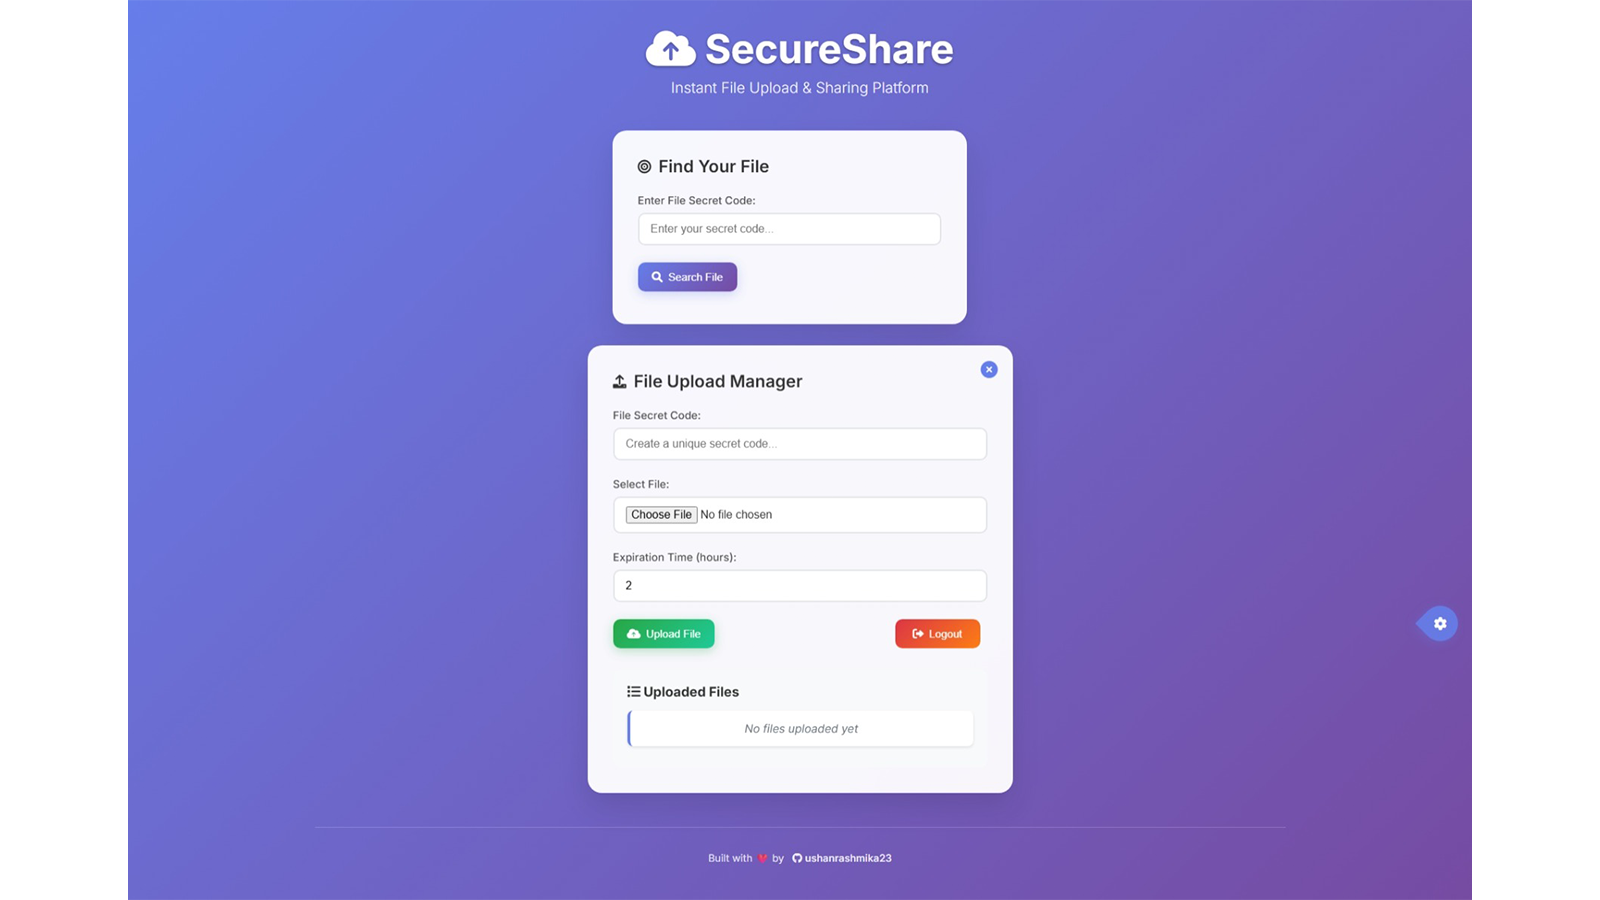 SecureShare
Instant File Upload & Sharing Platform
Find Your File
Enter File Secret Code:
Enter your secret code...
Search File
File Upload Manager
File Secret Code:
Create a unique secret code...
Select File:
Choose File No file chosen
Expiration Time (hours):
2
Upload File
Logout
Uploaded Files
No files uploaded yet
Built with ❤️ by ushanrashmika23